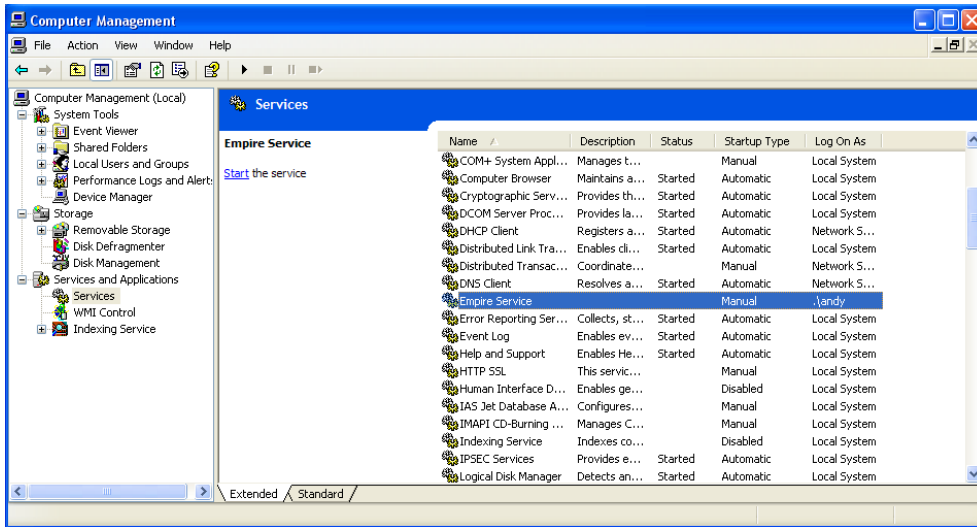 Computer Management
File Action View Window Help
Computer Management (Local)
System Tools
Event Viewer
Shared Folders
Local Users and Groups
Performance Logs and Alert:
Device Manager
Storage
Removable Storage
Disk Defragmenter
Disk Management
Services and Applications
Services
WMI Control
Indexing Service
Services
Empire Service
Start the service
Name Description Status Startup Type Log On As
COM+ System Appl... Manages t... Manual Local System
Computer Browser Maintains a... Started Automatic Local System
Cryptographic Serv... Provides th... Started Automatic Local System
DCOM Server Proc... Provides la... Started Automatic Local System
DHCP Client Registers a... Started Automatic Network S...
Distributed Link Tra... Enables cli... Started Automatic Local System
Distributed Transac... Coordinate... Manual Network S...
DNS Client Resolves a... Started Automatic Network S...
Empire Service Manual .\andy
Error Reporting Ser... Collects, st... Started Automatic Local System
Event Log Enables ev... Started Automatic Local System
Help and Support Enables He... Started Automatic Local System
HTTP SSL This servic... Manual Local System
Human Interface D... Enables ge... Disabled Local System
IAS Jet Database A... Configures... Manual Local System
IMAPI CD-Burning ... Manages C... Manual Local System
Indexing Service Indexes co... Disabled Local System
IPSEC Services Provides e... Started Automatic Local System
Logical Disk Manager Detects an... Started Automatic Local System
Extended Standard